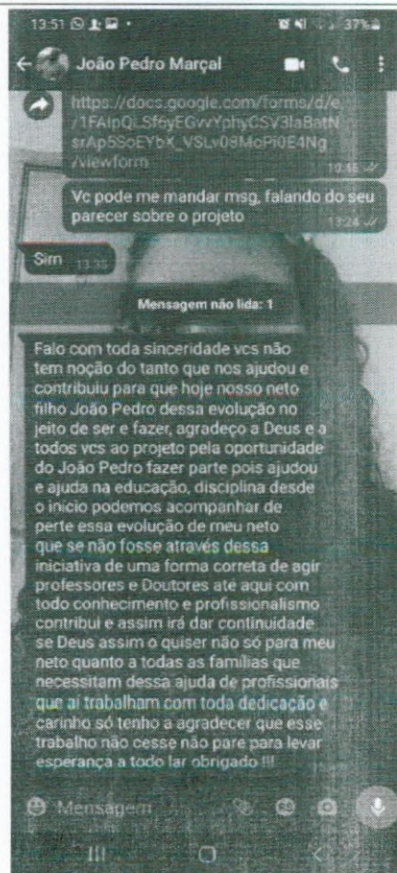 13:51 37%
João Pedro Marçal
https://docs.google.com/forms/d/e
/viewform
19:46
Vc pode me mandar msg, falando do seu
parecer sobre o projeto
13:24
Sim 13:35
Mensagem não lida: 1
Falo com toda sinceridade vcs não
tem noção do tanto que nos ajudou e
contribuiu para que hoje nosso neto
filho João Pedro dessa evolução no
jeito de ser e fazer, agradeço a Deus e a
todos vcs ao projeto pela oportunidade
do João Pedro fazer parte pois ajudou
e ajuda na educação, disciplina desde
o inicio podemos acompanhar de
perte essa evolução de meu neto
que se não fosse através dessa
iniciativa de uma forma correta de agir
professores e Doutores até aqui com
todo conhecimento e profissionalismo
contribui e assim irá dar continuidade
se Deus assim o quiser não só para meu
neto quanto a todas as famílias que
necessitam dessa ajuda de profissionais
que aí trabalham com toda dedicação e
carinho só tenho a agradecer que esse
trabalho não cesse não pare para levar
esperança a todo lar obrigado !!!
Mensagem